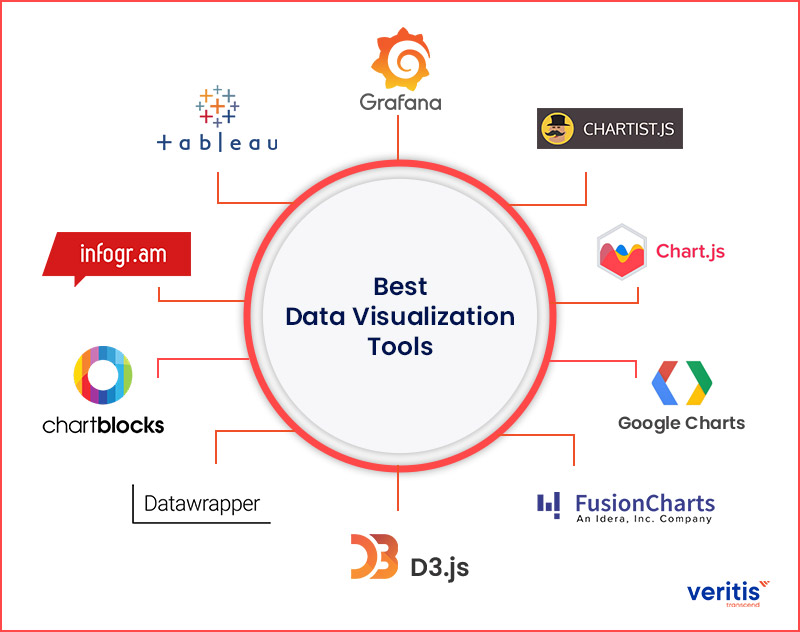 Grafana
tableau
CHARTIST.JS
infogr.am
Chart.js
Best
Data Visualization
Tools
chartblocks
Google Charts
Datawrapper
FusionCharts
An Idera, Inc. Company
D3.js
veritis
transcend